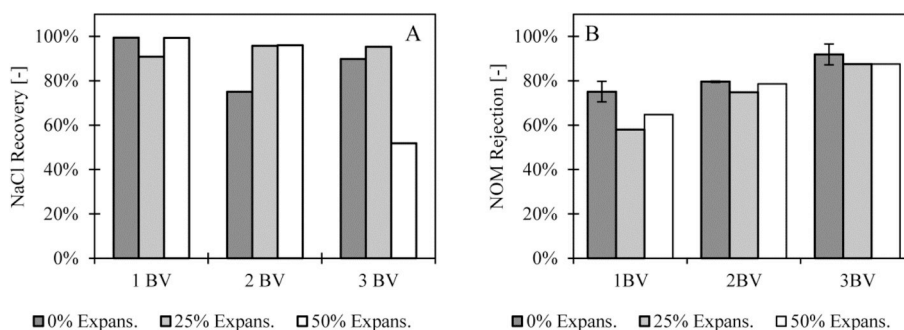 A
NaCl Recovery [-]
100%
80%
60%
40%
20%
0%
1 BV 2 BV 3 BV
0% Expans. 25% Expans. 50% Expans.
B
NOM Rejection [-]
100%
80%
60%
40%
20%
0%
1BV 2BV 3BV
0% Expans. 25% Expans. 50% Expans.